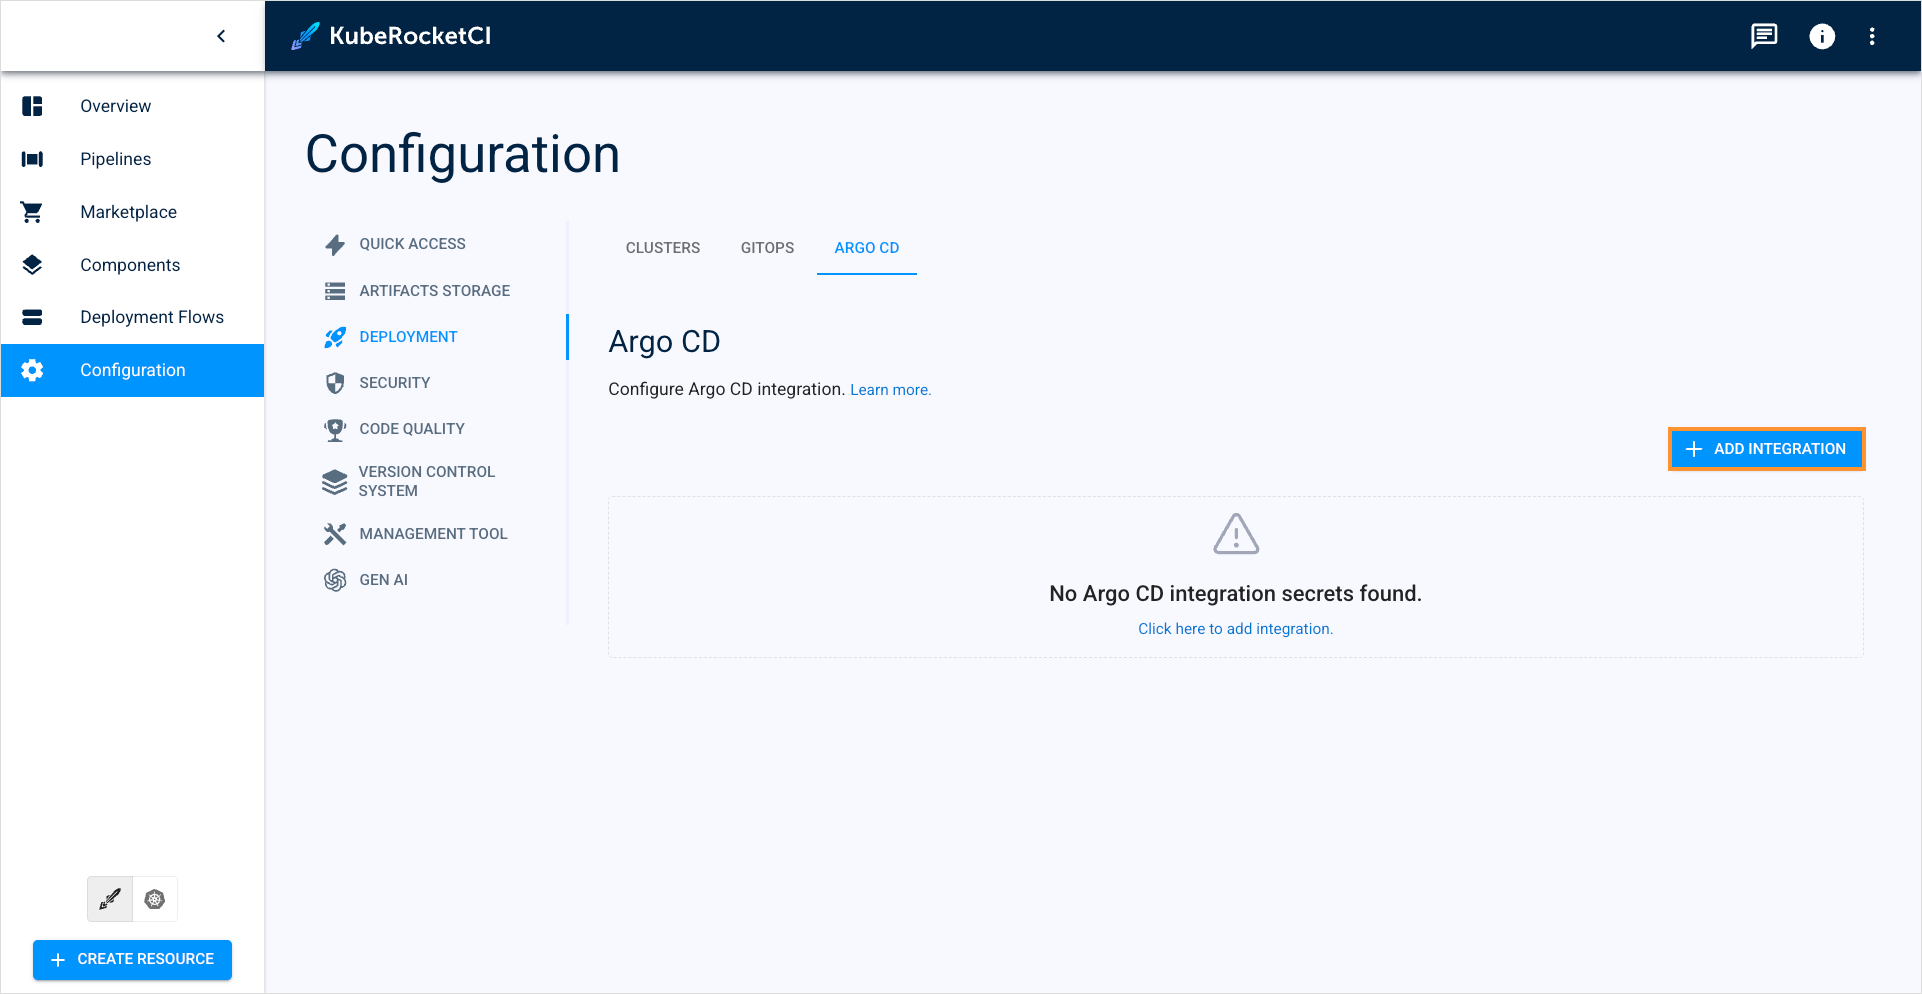 KubeRocketCI
Overview
Pipelines
Marketplace
Components
Deployment Flows
Configuration
CREATE RESOURCE
Configuration
QUICK ACCESS
ARTIFACTS STORAGE
DEPLOYMENT
SECURITY
CODE QUALITY
VERSION CONTROL
SYSTEM
MANAGEMENT TOOL
GEN AI
CLUSTERS GITOPS ARGO CD
Argo CD
Configure Argo CD integration. Learn more.
ADD INTEGRATION
No Argo CD integration secrets found.
Click here to add integration.